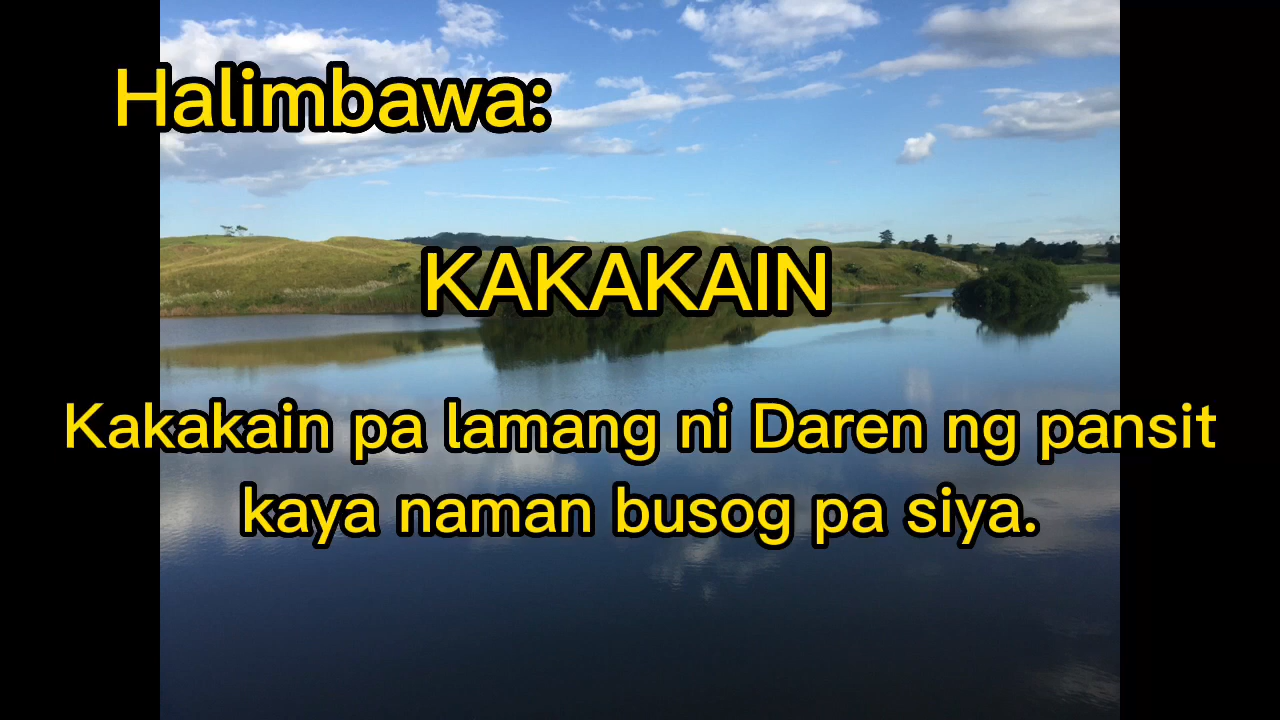 Halimbawa:
KAKAKAIN
Kakakain pa lamang ni Daren ng pansit
kaya naman busog pa siya.